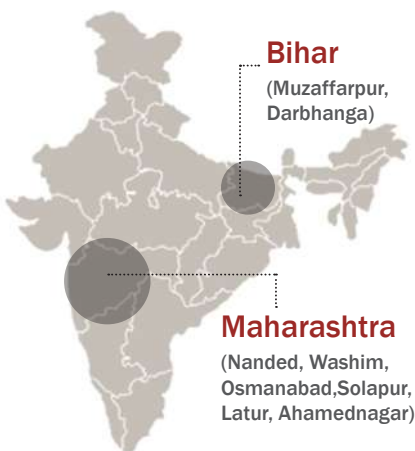 Bihar
(Muzaffarpur,
Darbhanga)
Maharashtra
(Nanded, Washim,
Osmanabad,Solapur,
Latur, Ahamednagar)